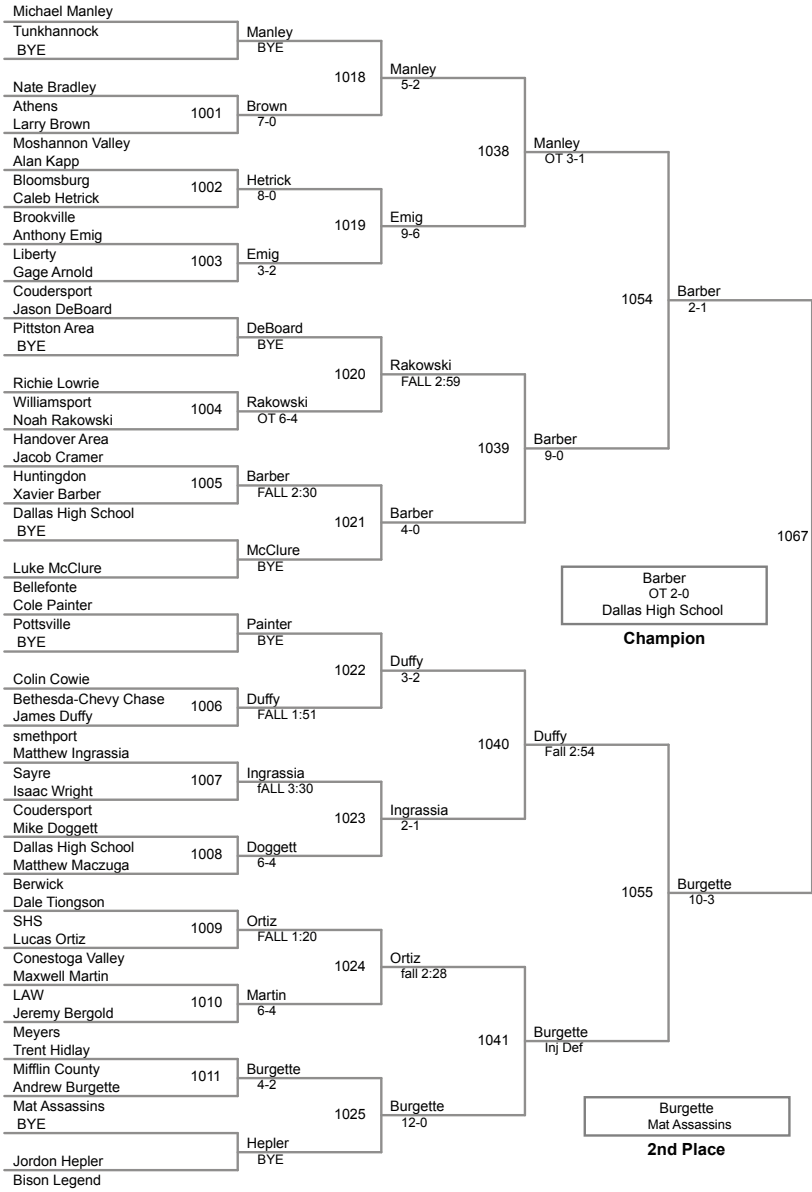 Michael Manley
Tunkhannock
BYE
Nate Bradley
Athens
Larry Brown
Moshannon Valley
Alan Kapp
Bloomsburg
Caleb Hetrick
Brookville
Anthony Emig
Liberty
Gage Arnold
Coudersport
Jason DeBoard
Pittston Area
BYE
Richie Lowrie
Williamsport
Noah Rakowski
Handover Area
Jacob Cramer
Huntingdon
Xavier Barber
Dallas High School
BYE
Luke McClure
Bellefonte
Cole Painter
Pottsville
BYE
Colin Cowie
Bethesda-Chevy Chase
James Duffy
smethport
Matthew Ingrassia
Sayre
Isaac Wright
Coudersport
Mike Doggett
Dallas High School
Matthew Maczuga
Berwick
Dale Tiongson
SHS
Lucas Ortiz
Conestoga Valley
Maxwell Martin
LAW
Jeremy Bergold
Meyers
Trent Hidlay
Mifflin County
Andrew Burgette
Mat Assassins
BYE
Jordon Hepler
Bison Legend
1001
1002
1003
1004
1005
1006
1007
1008
1009
1010
1011
Manley
BYE
Brown
7-0
Hetrick
8-0
Emig
3-2
DeBoard
BYE
Rakowski
OT 6-4
Barber
FALL 2:30
McClure
BYE
Painter
BYE
Duffy
FALL 1:51
Ingrassia
fALL 3:30
Doggett
6-4
Ortiz
FALL 1:20
Martin
6-4
Burgette
4-2
Hepler
BYE
1018
1019
1020
1021
1022
1023
1024
1025
Manley
5-2
Emig
9-6
Rakowski
FALL 2:59
Barber
4-0
Duffy
3-2
Ingrassia
2-1
Ortiz
fall 2:28
Burgette
12-0
1038
1039
1040
1041
Manley
OT 3-1
Barber
9-0
Duffy
Fall 2:54
Burgette
Inj Def
1054
1055
Barber
2-1
Burgette
10-3
1067
Barber
OT 2-0
Dallas High School
Champion
Burgette
Mat Assassins
2nd Place